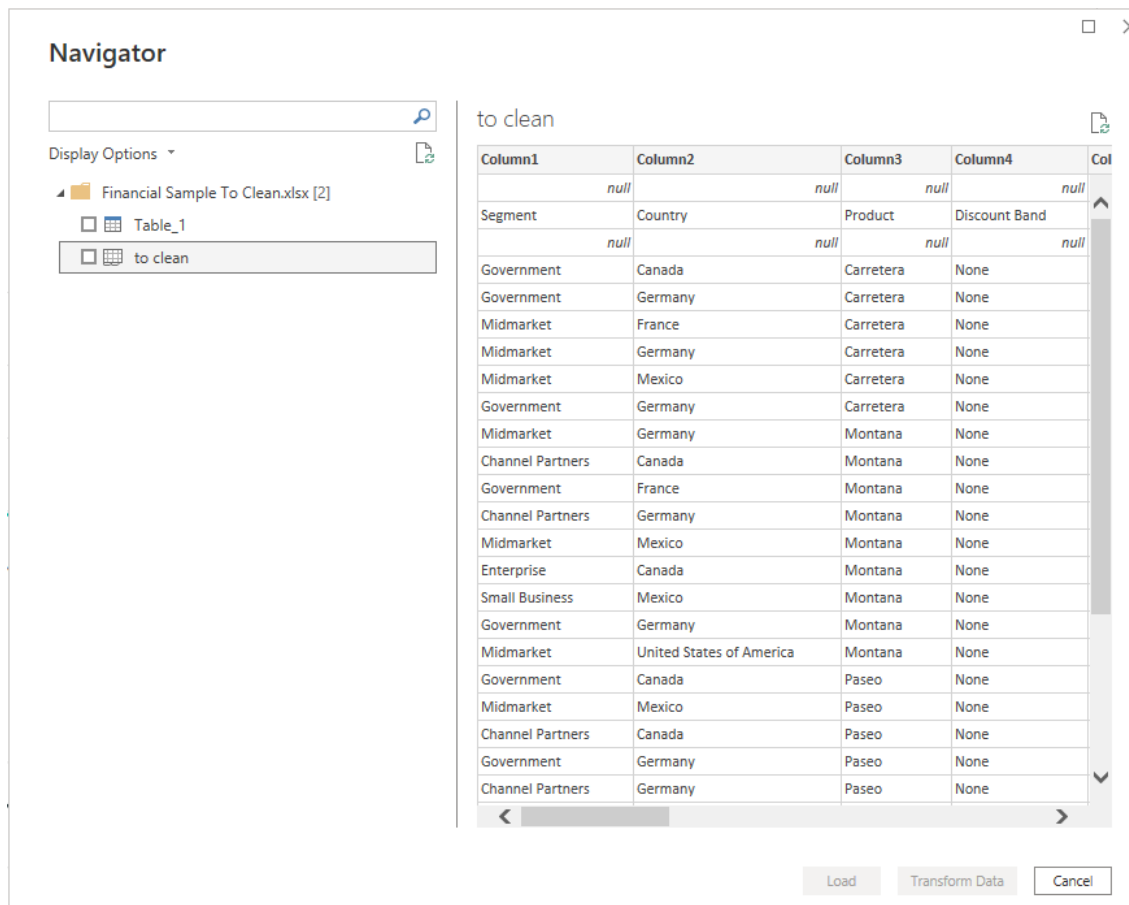 Navigator
Display Options
Financial Sample To Clean.xlsx [2]
Table_1
to clean
to clean
Column1 Column2 Column3 Column4 Col
null null null null
Segment Country Product Discount Band
null null null null
Government Canada Carretera None
Government Germany Carretera None
Midmarket France Carretera None
Midmarket Germany Carretera None
Midmarket Mexico Carretera None
Government Germany Carretera None
Midmarket Germany Montana None
Channel Partners Canada Montana None
Government France Montana None
Channel Partners Germany Montana None
Midmarket Mexico Montana None
Enterprise Canada Montana None
Small Business Mexico Montana None
Government Germany Montana None
Midmarket United States of America Montana None
Government Canada Paseo None
Midmarket Mexico Paseo None
Channel Partners Canada Paseo None
Government Germany Paseo None
Channel Partners Germany Paseo None
Load Transform Data Cancel